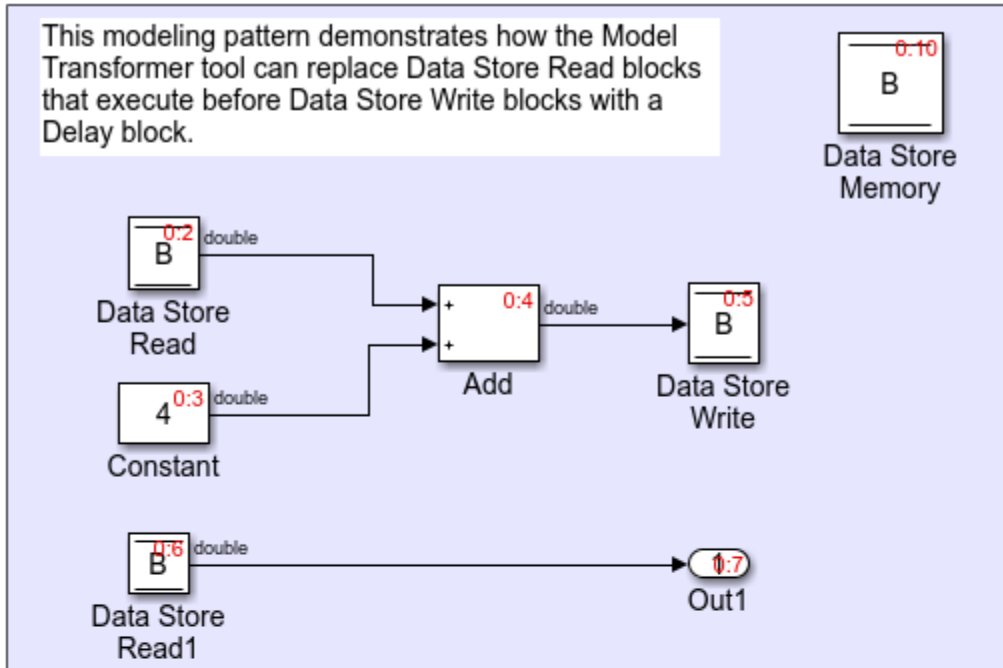 This modeling pattern demonstrates how the Model
Transformer tool can replace Data Store Read blocks
that execute before Data Store Write blocks with a
Delay block.
0:10
B
Data Store
Memory
0:2
B
double
Data Store
Read
+
+
0:4
double
Add
0:5
B
Data Store
Write
0:3
4
double
Constant
0:6
B
double
Data Store
Read1
1
0:7
Out1